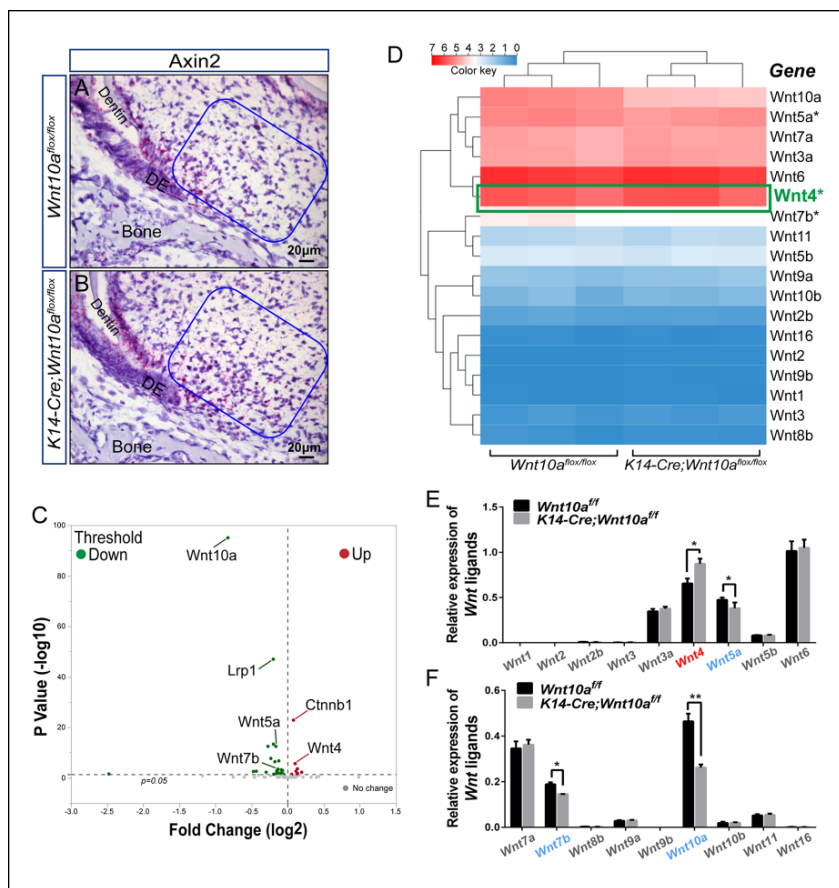 Axin2
Wnt10a^flox/flox
A
Dentin
DE
Bone
20μm
K14-Cre;Wnt10a^flox/flox
B
Dentin
DE
Bone
20μm
C
Threshold
Down
Up
Wnt10a
Lrp1
Ctnnb1
Wnt5a
Wnt4
Wnt7b
p=0.05
No change
P Value (-log10)
100
80
60
40
20
0
-3.0 -2.5 -2.0 -1.5 -1.0 -0.5 0.0 0.5 1.0 1.5
Fold Change (log2)
D
7 6 5 4 3 2 1 0
Color key
Gene
Wnt10a
Wnt5a*
Wnt7a
Wnt3a
Wnt6
Wnt4*
Wnt7b*
Wnt11
Wnt5b
Wnt9a
Wnt10b
Wnt2b
Wnt16
Wnt2
Wnt9b
Wnt1
Wnt3
Wnt8b
Wnt10a^flox/flox K14-Cre;Wnt10a^flox/flox
E
Wnt10a^f/f
K14-Cre;Wnt10a^f/f
Relative expression of
Wnt ligands
1.5
1.0
0.5
0.0
* *
Wnt1 Wnt2 Wnt2b Wnt3 Wnt3a Wnt4 Wnt5a Wnt5b Wnt6
F
Wnt10a^f/f
K14-Cre;Wnt10a^f/f
Relative expression of
Wnt ligands
0.6
0.4
0.2
0.0
* **
Wnt7a Wnt7b Wnt8b Wnt9a Wnt9b Wnt10a Wnt10b Wnt11 Wnt16